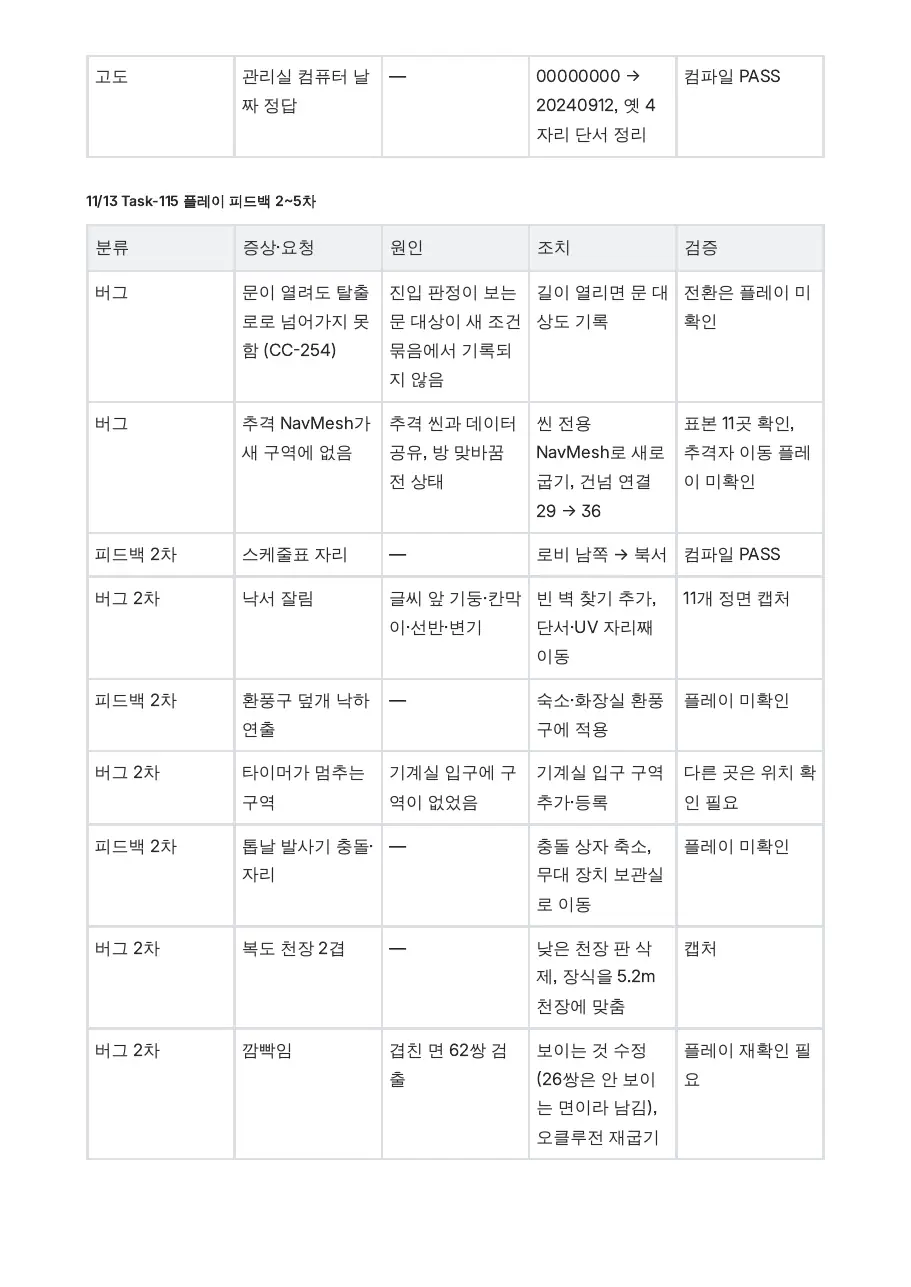 고도
관리실 컴퓨터 날
짜 정답
—
00000000 →
20240912, 옛 4
자리 단서 정리
컴파일 PASS
11/13 Task-115 플레이 피드백 2~5차
분류
증상·요청
원인
조치
검증
버그
문이 열려도 탈출
로로 넘어가지 못
함 (CC-254)
진입 판정이 보는
문 대상이 새 조건
묶음에서 기록되
지 않음
길이 열리면 문 대
상도 기록
전환은 플레이 미
확인
버그
추격 NavMesh가
새 구역에 없음
추격 씬과 데이터
공유, 방 맞바꿈
전 상태
씬 전용
NavMesh로 새로
굽기, 건넘 연결
29 → 36
표본 11곳 확인,
추격자 이동 플레
이 미확인
피드백 2차
스케줄표 자리
—
로비 남쪽 → 북서
컴파일 PASS
버그 2차
낙서 잘림
글씨 앞 기둥·칸막
이·선반·변기
빈 벽 찾기 추가,
단서·UV 자리째
이동
11개 정면 캡처
피드백 2차
환풍구 덮개 낙하
연출
—
숙소·화장실 환풍
구에 적용
플레이 미확인
버그 2차
타이머가 멈추는
구역
기계실 입구에 구
역이 없었음
기계실 입구 구역
추가·등록
다른 곳은 위치 확
인 필요
피드백 2차
톱날 발사기 충돌·
자리
—
충돌 상자 축소,
무대 장치 보관실
로 이동
플레이 미확인
버그 2차
복도 천장 2겹
—
낮은 천장 판 삭
제, 장식을 5.2m
천장에 맞춤
캡처
버그 2차
깜빡임
겹친 면 62쌍 검
출
보이는 것 수정
(26쌍은 안 보이
는 면이라 남김),
오클루전 재굽기
플레이 재확인 필
요